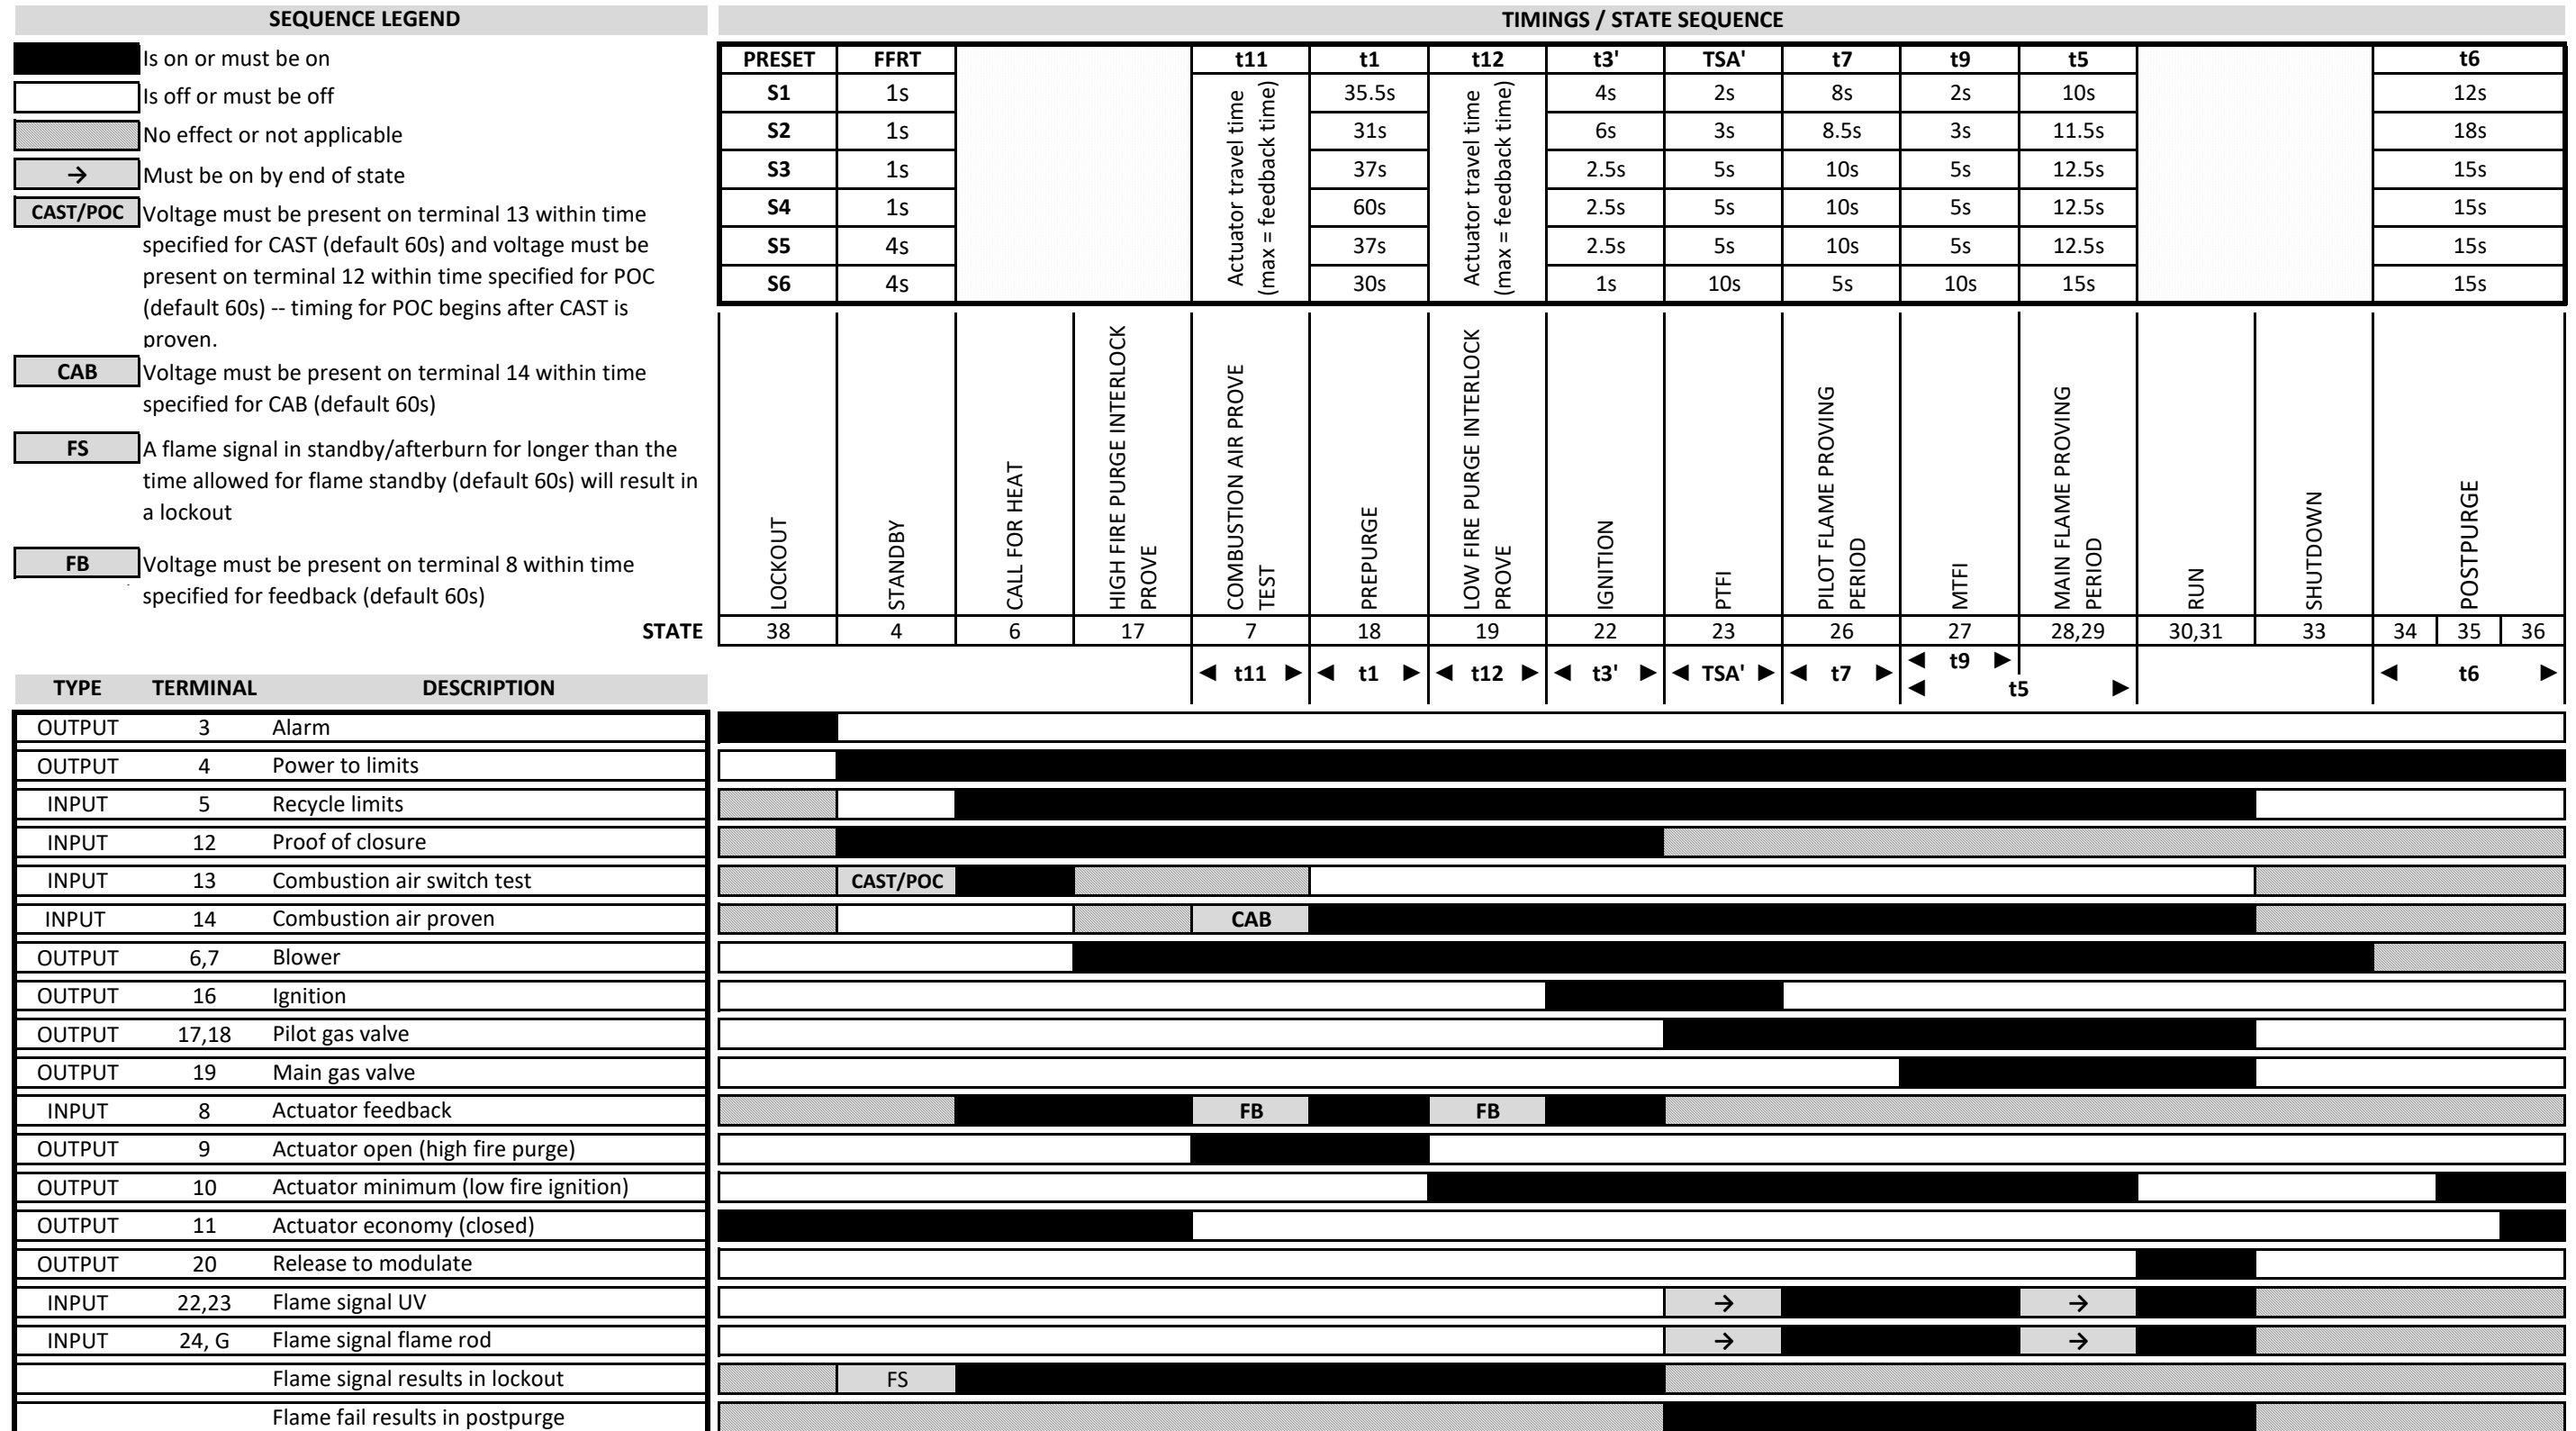 SEQUENCE LEGEND
Is on or must be on
Is off or must be off
No effect or not applicable
→ Must be on by end of state
CAST/POC Voltage must be present on terminal 13 within time
specified for CAST (default 60s) and voltage must be
present on terminal 12 within time specified for POC
(default 60s) -- timing for POC begins after CAST is
proven.
CAB Voltage must be present on terminal 14 within time
specified for CAB (default 60s)
FS A flame signal in standby/afterburn for longer than the
time allowed for flame standby (default 60s) will result in
a lockout
FB Voltage must be present on terminal 8 within time
specified for feedback (default 60s)
TIMINGS / STATE SEQUENCE
PRESET FFRT t11 t1 t12 t3' TSA' t7 t9 t5 t6
S1 1s 35.5s 4s 2s 8s 2s 10s 12s
S2 1s 31s 6s 3s 8.5s 3s 11.5s 18s
S3 1s 37s 2.5s 5s 10s 5s 12.5s 15s
S4 1s 60s 2.5s 5s 10s 5s 12.5s 15s
S5 4s 37s 2.5s 5s 10s 5s 12.5s 15s
S6 4s 30s 1s 10s 5s 10s 15s 15s
Actuator travel time
(max = feedback time)
Actuator travel time
(max = feedback time)
LOCKOUT
STANDBY
CALL FOR HEAT
HIGH FIRE PURGE INTERLOCK
PROVE
COMBUSTION AIR PROVE
TEST
PREPURGE
LOW FIRE PURGE INTERLOCK
PROVE
IGNITION
PTFI
PILOT FLAME PROVING
PERIOD
MTFI
MAIN FLAME PROVING
PERIOD
RUN
SHUTDOWN
POSTPURGE
STATE 38 4 6 17 7 18 19 22 23 26 27 28,29 30,31 33 34 35 36
◄ t11 ► ◄ t1 ► ◄ t12 ► ◄ t3' ► ◄ TSA' ► ◄ t7 ► ◄ t9 ► ◄ t6 ►
◄ t5 ►
TYPE TERMINAL DESCRIPTION
OUTPUT 3 Alarm
OUTPUT 4 Power to limits
INPUT 5 Recycle limits
INPUT 12 Proof of closure
INPUT 13 Combustion air switch test CAST/POC
INPUT 14 Combustion air proven CAB
OUTPUT 6,7 Blower
OUTPUT 16 Ignition
OUTPUT 17,18 Pilot gas valve
OUTPUT 19 Main gas valve
INPUT 8 Actuator feedback FB FB
OUTPUT 9 Actuator open (high fire purge)
OUTPUT 10 Actuator minimum (low fire ignition)
OUTPUT 11 Actuator economy (closed)
OUTPUT 20 Release to modulate
INPUT 22,23 Flame signal UV → →
INPUT 24, G Flame signal flame rod → →
Flame signal results in lockout FS
Flame fail results in postpurge